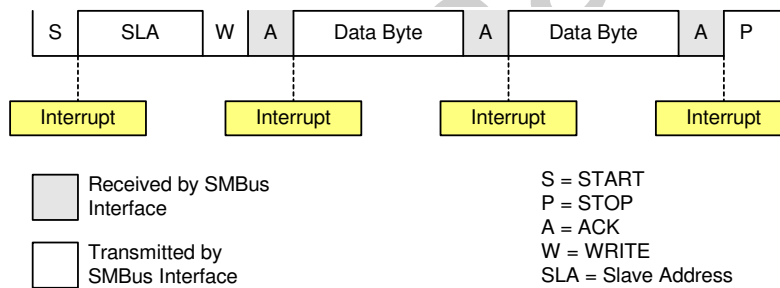 S SLA W A Data Byte A Data Byte A P
Interrupt Interrupt Interrupt Interrupt
Received by SMBus
Interface
Transmitted by
SMBus Interface
S = START
P = STOP
A = ACK
W = WRITE
SLA = Slave Address